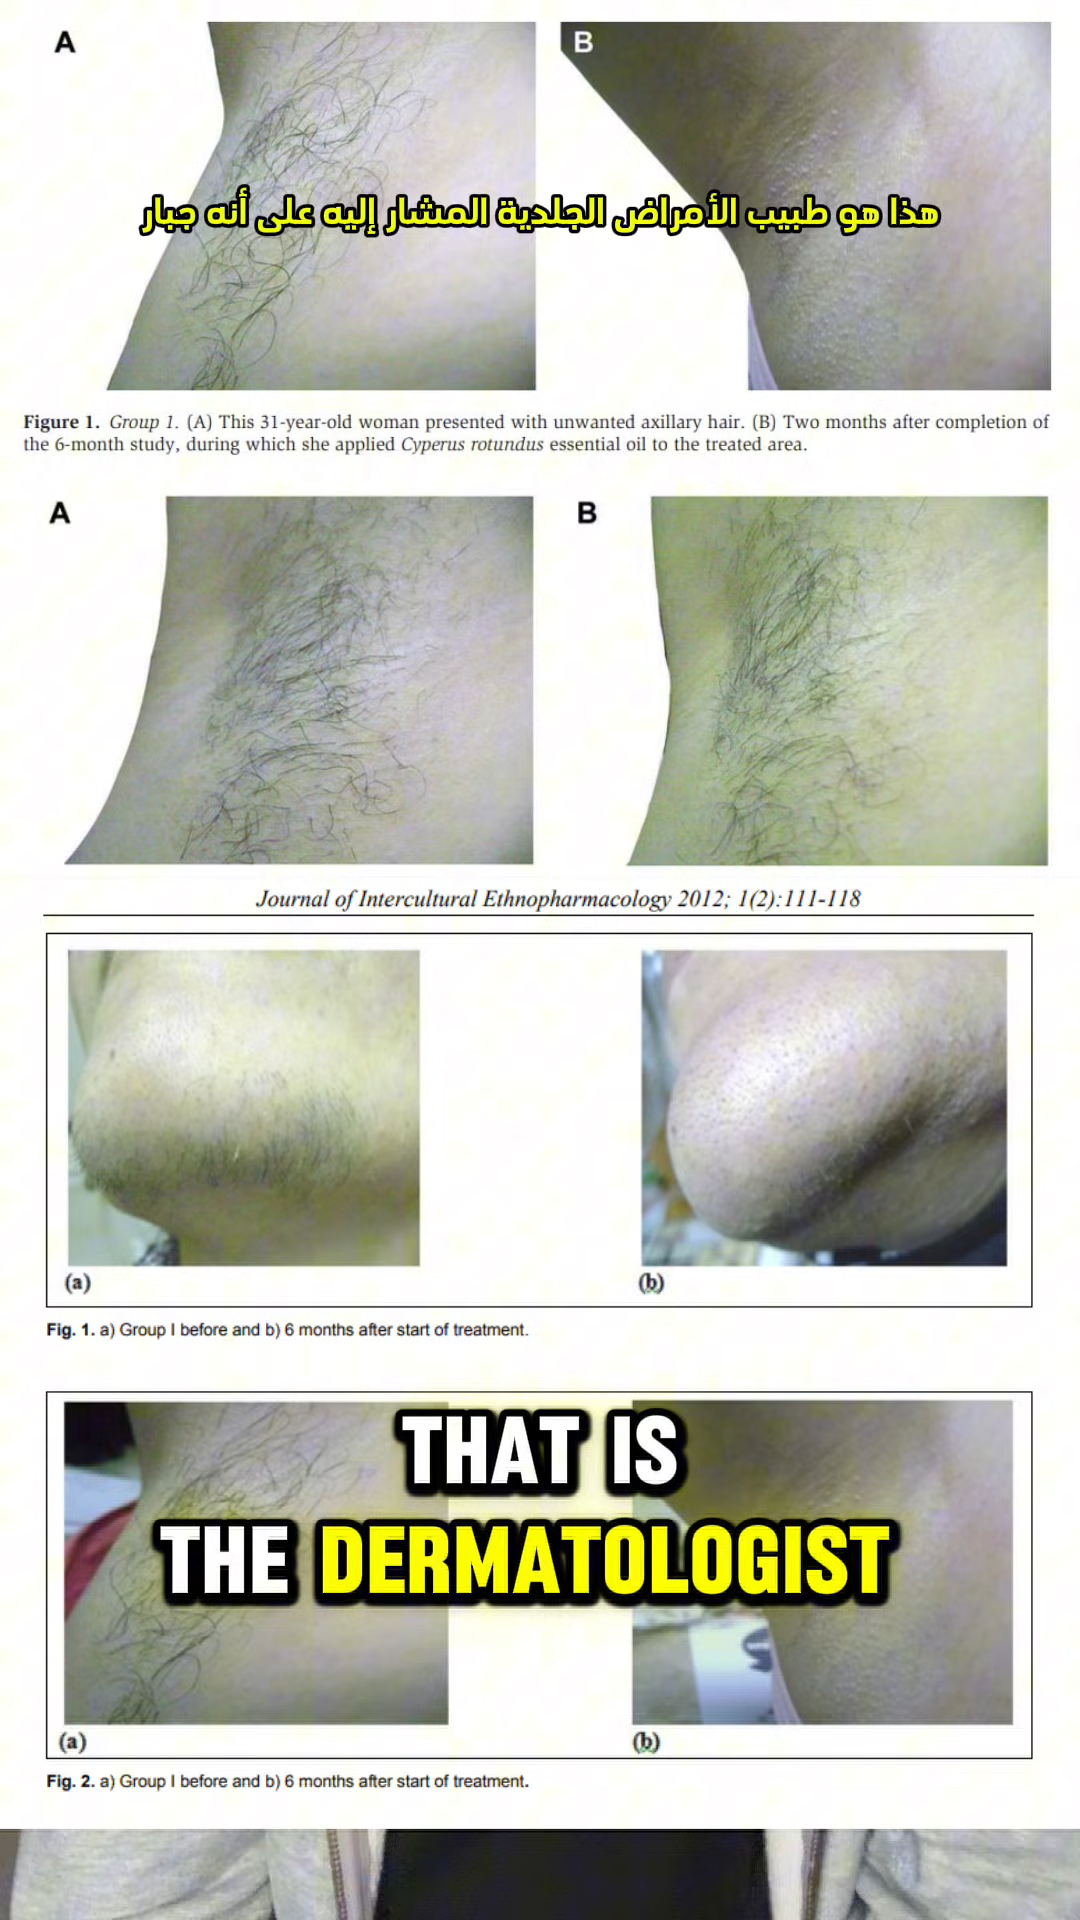 A
B
هذا هو طبيب الأمراض الجلدية المشار إليه على أنه جبار
Figure 1. Group 1. (A) This 31-year-old woman presented with unwanted axillary hair. (B) Two months after completion of
the 6-month study, during which she applied Cyperus rotundus essential oil to the treated area.
A
B
Journal of Intercultural Ethnopharmacology 2012; 1(2):111-118
(a)
(b)
Fig. 1. a) Group I before and b) 6 months after start of treatment.
THAT IS
THE DERMATOLOGIST
(a)
(b)
Fig. 2. a) Group I before and b) 6 months after start of treatment.